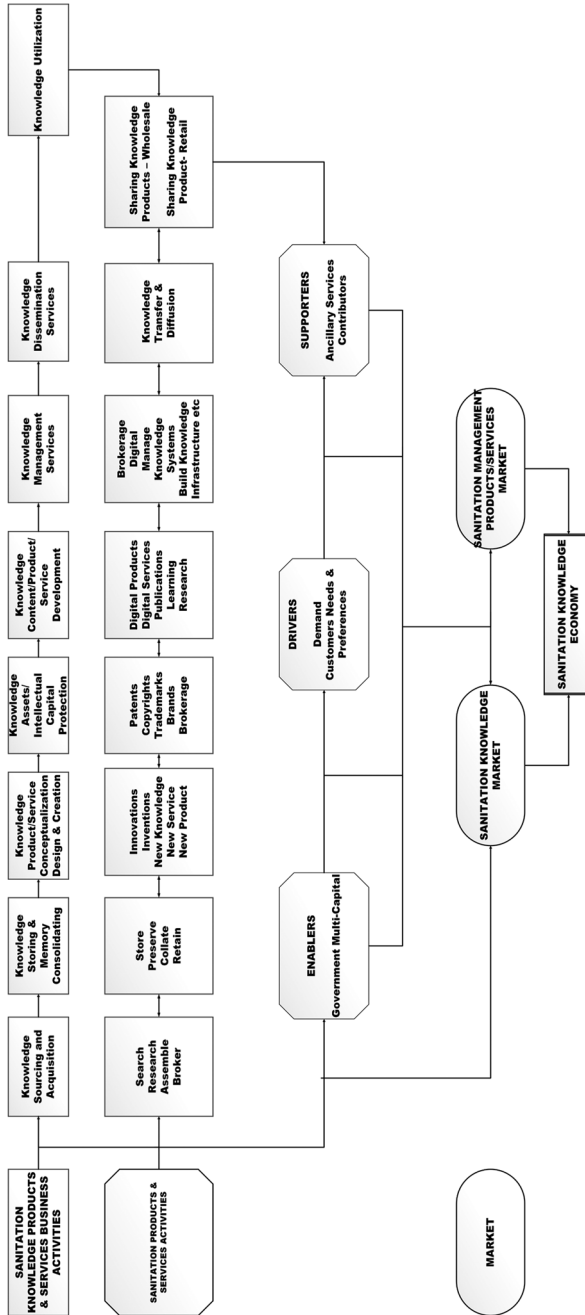 SANITATION
KNOWLEDGE PRODUCTS
& SERVICES BUSINESS
ACTIVITIES
Knowledge
Sourcing and
Acquisition
Knowledge
Storing &
Memory
Consolidating
Knowledge
Product/Service
Conceptualization
Design & Creation
Knowledge
Assets/
Intellectual
Capital
Protection
Knowledge
Content/Product/
Service
Development
Knowledge
Management
Services
Knowledge
Dissemination
Services
Knowledge Utilization
SANITATION PRODUCTS &
SERVICES ACTIVITIES
Search
Research
Assemble
Broker
Store
Preserve
Collate
Retain
Innovations
Inventions
New Knowledge
New Service
New Product
Patents
Copyrights
Trademarks
Brands
Brokerage
Digital Products
Digital Services
Publications
Learning
Research
Brokerage
Digital
Manage
Knowledge
Systems
Build Knowledge
Infrastructure etc
Knowledge
Transfer &
Diffusion
Sharing Knowledge
Products – Wholesale
Sharing Knowledge
Product- Retail
ENABLERS
Government Multi-Capital
DRIVERS
Demand
Customers Needs &
Preferences
SUPPORTERS
Ancillary Services
Contributors
MARKET
SANITATION KNOWLEDGE
MARKET
SANITATION MANAGEMENT
PRODUCTS/SERVICES
MARKET
SANITATION KNOWLEDGE
ECONOMY